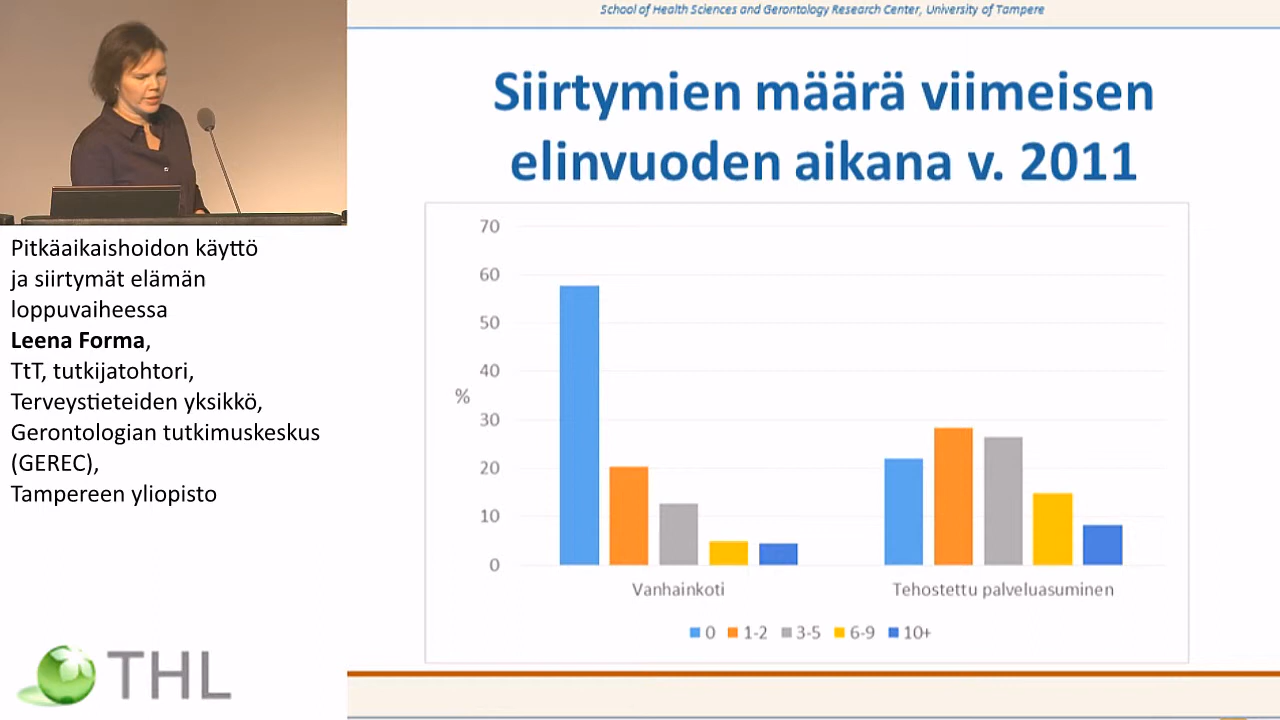 School of Health Sciences and Gerontology Research Center, University of Tampere
Siirtymien määrä viimeisen
elinvuoden aikana v. 2011
70
60
50
40
%
30
20
10
0
Vanhainkoti
Tehostettu palveluasuminen
0
1-2
3-5
6-9
10+
Pitkäaikaishoidon käyttö
ja siirtymät elämän
loppuvaiheessa
Leena Forma,
TtT, tutkijatohtori,
Terveystieteiden yksikkö,
Gerontologian tutkimuskeskus
(GEREC),
Tampereen yliopisto
THL